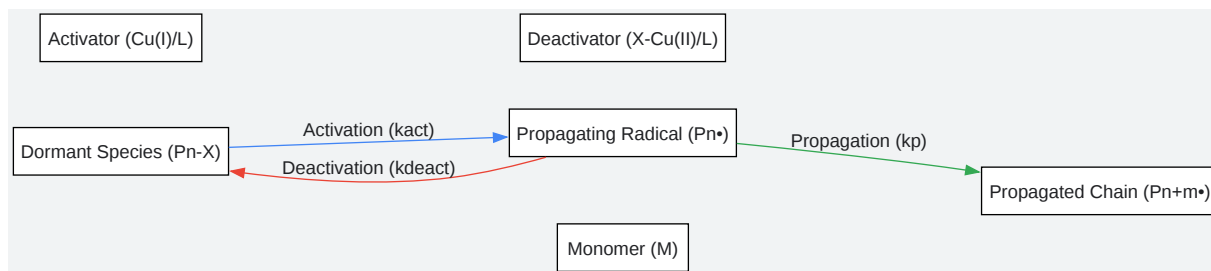 Activator (Cu(I)/L)
Deactivator (X-Cu(II)/L)
Dormant Species (Pn-X)
Activation (kact)
Deactivation (kdeact)
Propagating Radical (Pn•)
Propagation (kp)
Propagated Chain (Pn+m•)
Monomer (M)